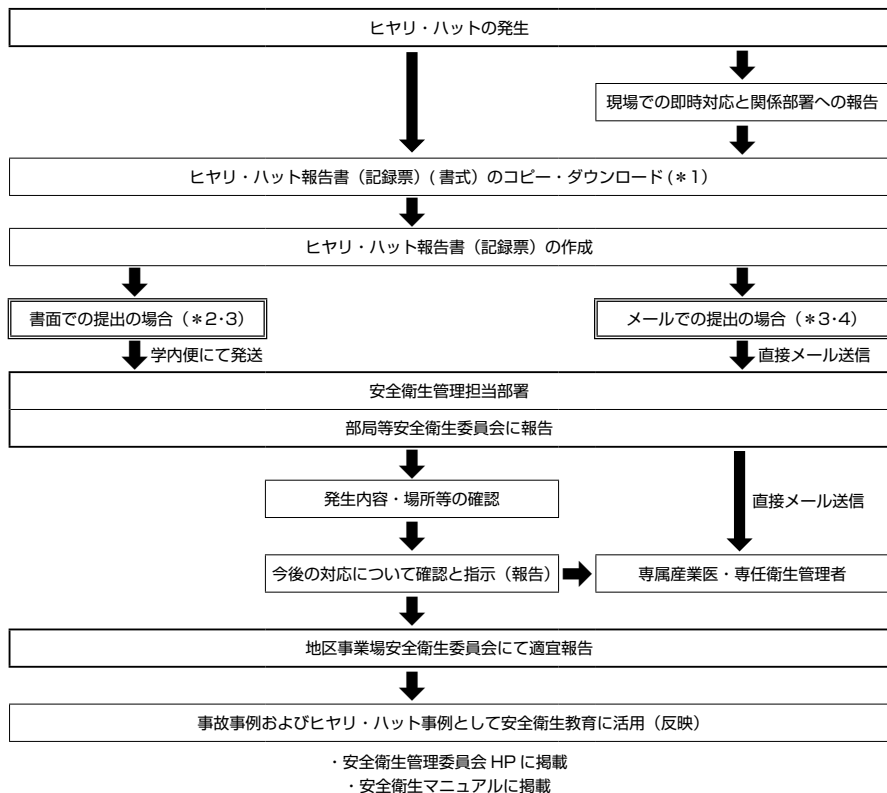 ヒヤリ・ハットの発生
現場での即時対応と関係部署への報告
ヒヤリ・ハット報告書（記録票）(書式）のコピー・ダウンロード(＊1）
ヒヤリ・ハット報告書（記録票）の作成
書面での提出の場合（＊2・3）
メールでの提出の場合（＊3・4）
学内便にて発送
直接メール送信
安全衛生管理担当部署
部局等安全衛生委員会に報告
発生内容・場所等の確認
直接メール送信
今後の対応について確認と指示（報告）
専属産業医・専任衛生管理者
地区事業場安全衛生委員会にて適宜報告
事故事例およびヒヤリ・ハット事例として安全衛生教育に活用（反映）
・安全衛生管理委員会 HP に掲載
・安全衛生マニュアルに掲載